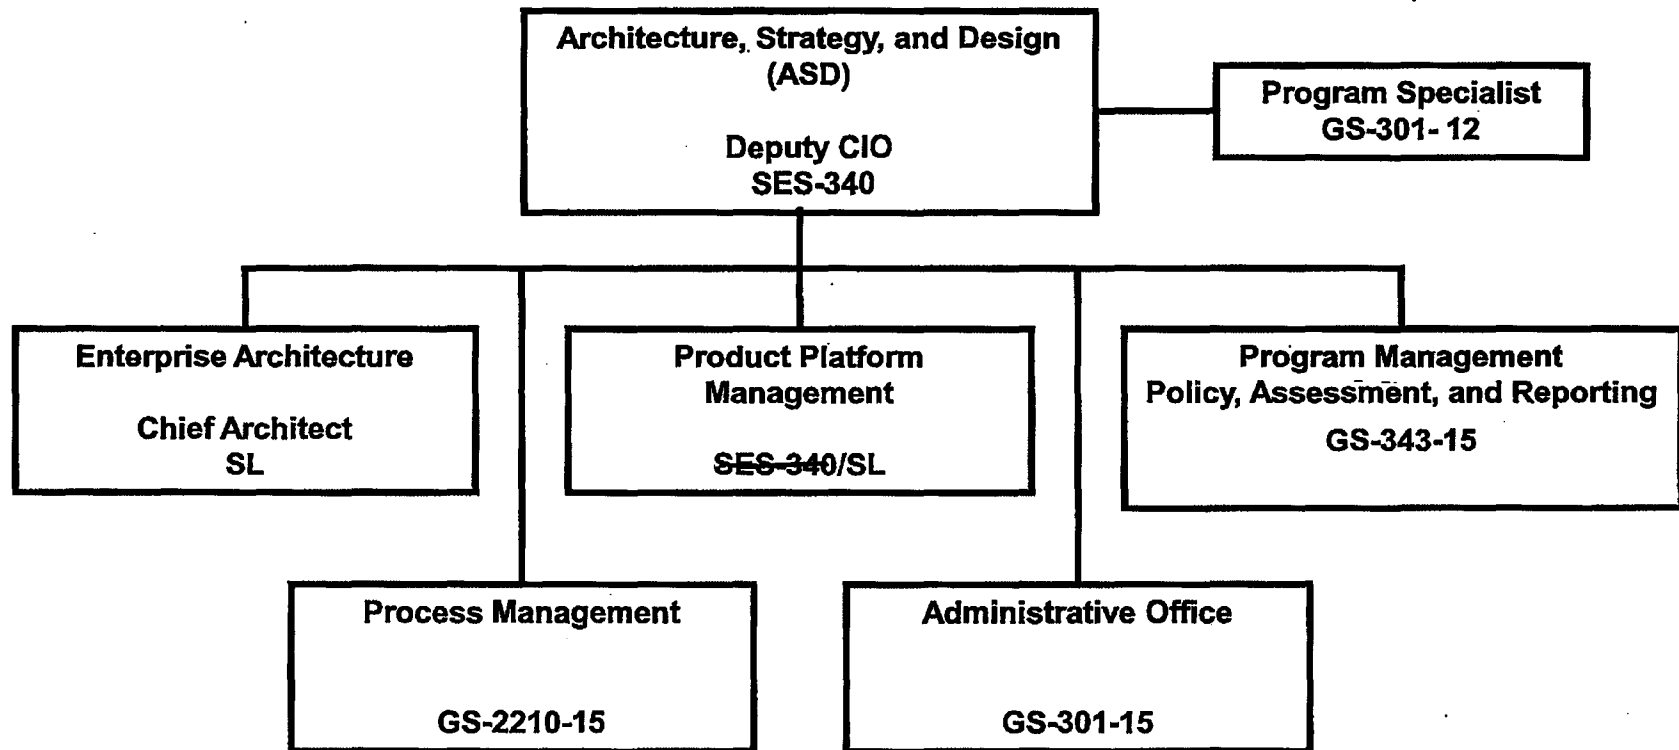 Architecture, Strategy, and Design
(ASD)
Deputy CIO
SES-340
Program Specialist
GS-301- 12
Enterprise Architecture
Chief Architect
SL
Product Platform
Management
SES-340/SL
Program Management
Policy, Assessment, and Reporting
GS-343-15
Process Management
GS-2210-15
Administrative Office
GS-301-15